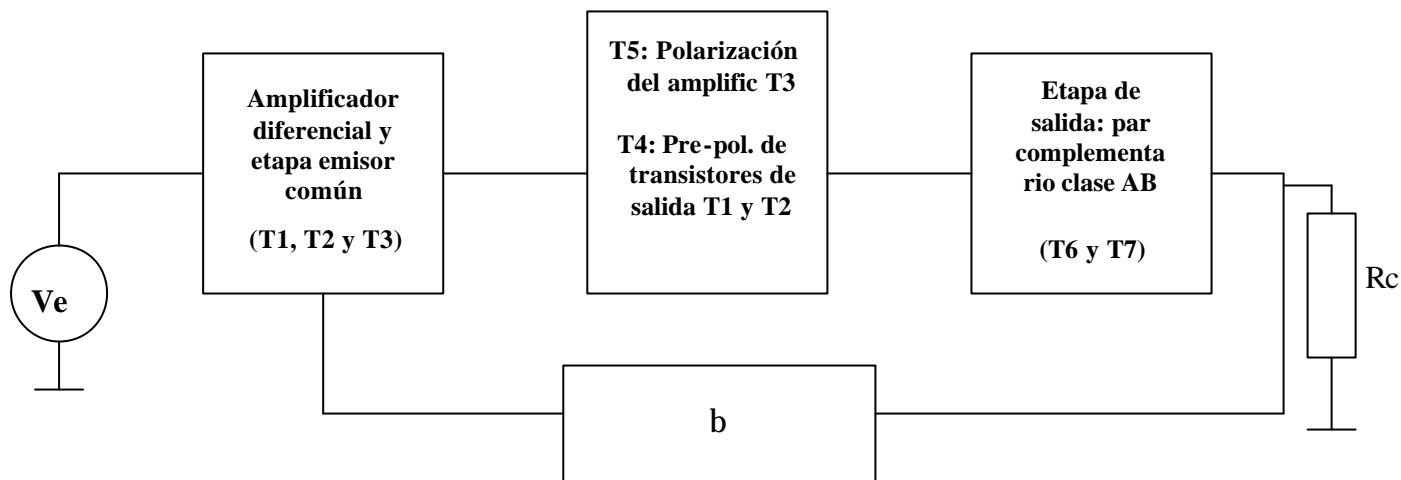 Ve
Amplificador
diferencial y
etapa emisor
común
(T1, T2 y T3)
T5: Polarización
del amplific T3
T4: Pre-pol. de
transistores de
salida T1 y T2
Etapa de
salida: par
complementa
rio clase AB
(T6 y T7)
Rc
b